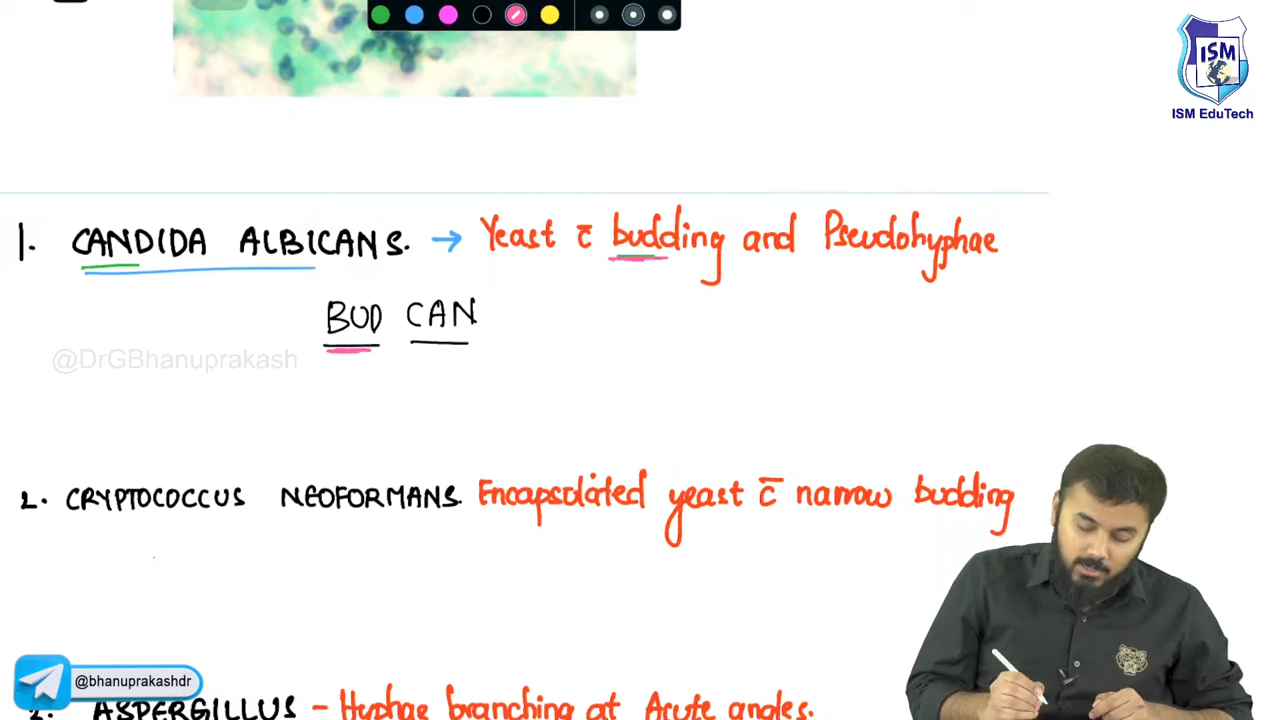 ISM
ISM EduTech
1. CANDIDA ALBICANS. → Yeast c̄ budding and Pseudohyphae
BUD CAN
@DrGBhanuprakash
2. CRYPTOCOCCUS NEOFORMANS. Encapsulated yeast c̄ narrow budding
@bhanuprakashdr
ASPERGILLUS - Hyphae branching at Acute angles.